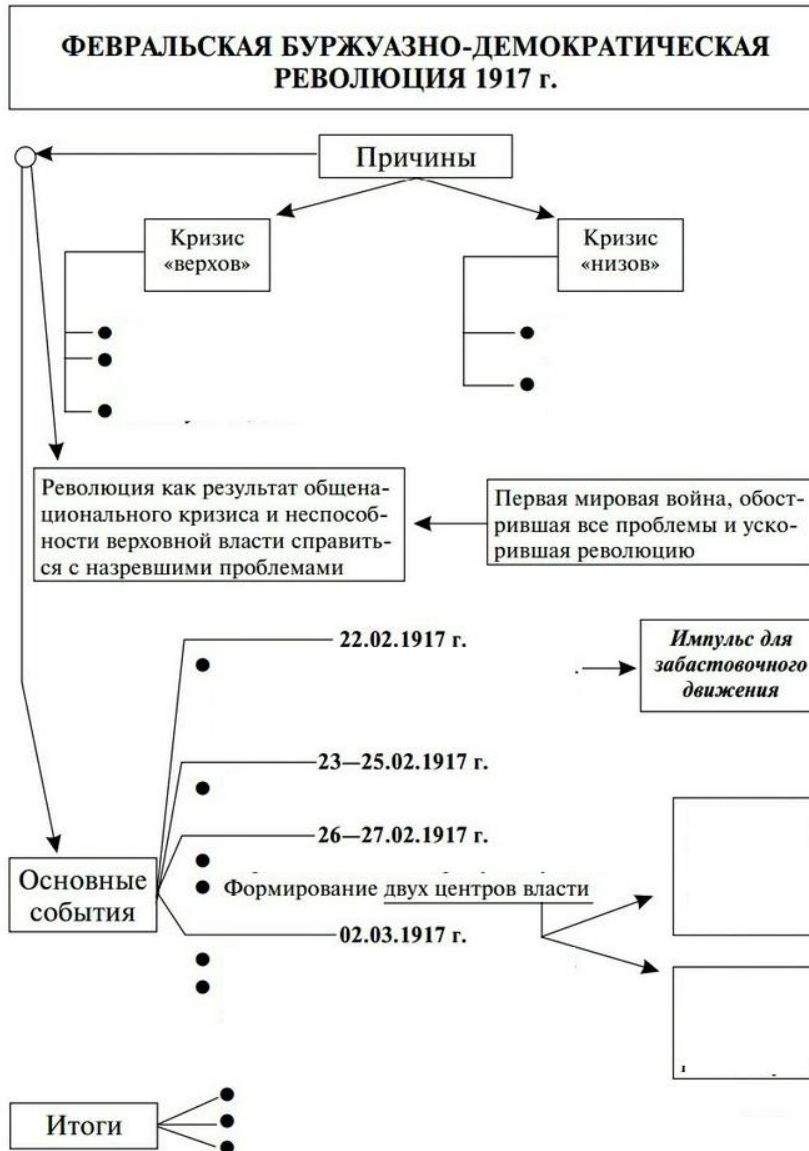 ФЕВРАЛЬСКАЯ БУРЖУАЗНО-ДЕМОКРАТИЧЕСКАЯ
РЕВОЛЮЦИЯ 1917 г.
Причины
Кризис
«верхов»
Кризис
«низов»
Революция как результат общена-
ционального кризиса и неспособ-
ности верховной власти справить-
ся с назревшими проблемами
Первая мировая война, обост-
рившая все проблемы и уско-
рившая революцию
22.02.1917 г.
Импульс для
забастовочного
движения
23—25.02.1917 г.
26—27.02.1917 г.
Формирование двух центров власти
Основные
события
02.03.1917 г.
Итоги